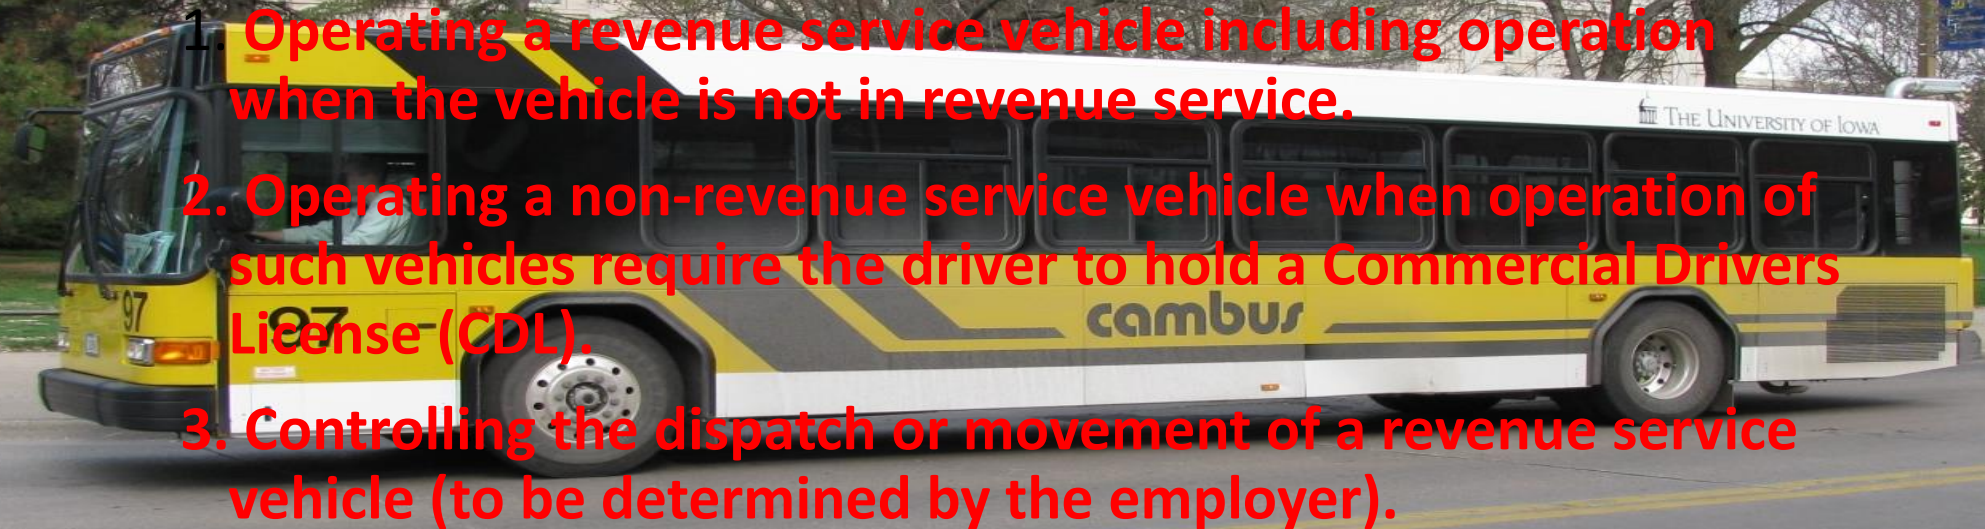 1. Operating a revenue service vehicle including operation
when the vehicle is not in revenue service.
THE UNIVERSITY OF IOWA
2. Operating a non-revenue service vehicle when operation of
such vehicles require the driver to hold a Commercial Drivers
License (CDL).
97
97
cambus
3. Controlling the dispatch or movement of a revenue service
vehicle (to be determined by the employer).